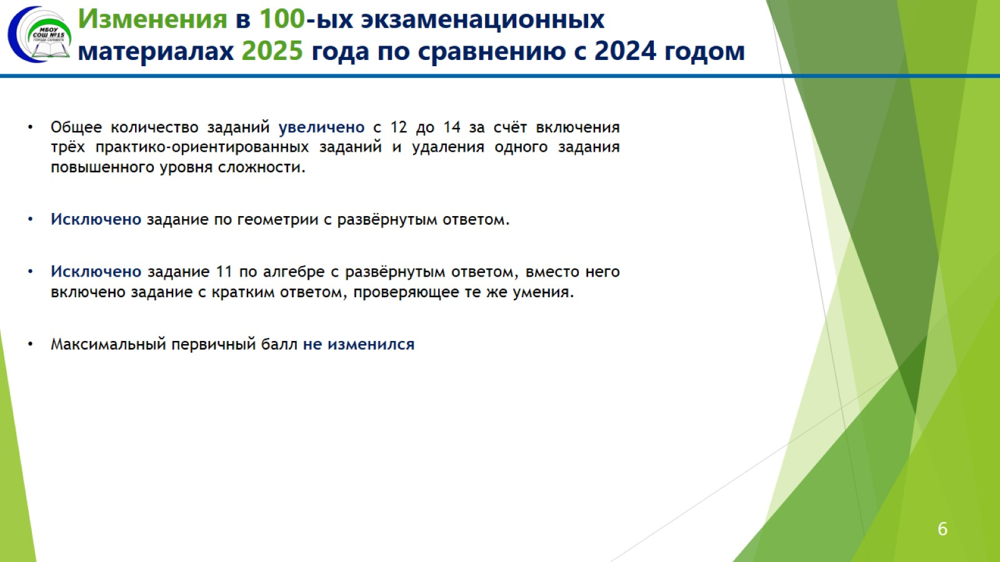 МБОУ
СОШ №15
ГОРОДА САЛАВАТА
Изменения в 100-ых экзаменационных
материалах 2025 года по сравнению с 2024 годом
• Общее количество заданий увеличено с 12 до 14 за счёт включения
трёх практико-ориентированных заданий и удаления одного задания
повышенного уровня сложности.
• Исключено задание по геометрии с развёрнутым ответом.
• Исключено задание 11 по алгебре с развёрнутым ответом, вместо него
включено задание с кратким ответом, проверяющее те же умения.
• Максимальный первичный балл не изменился
6